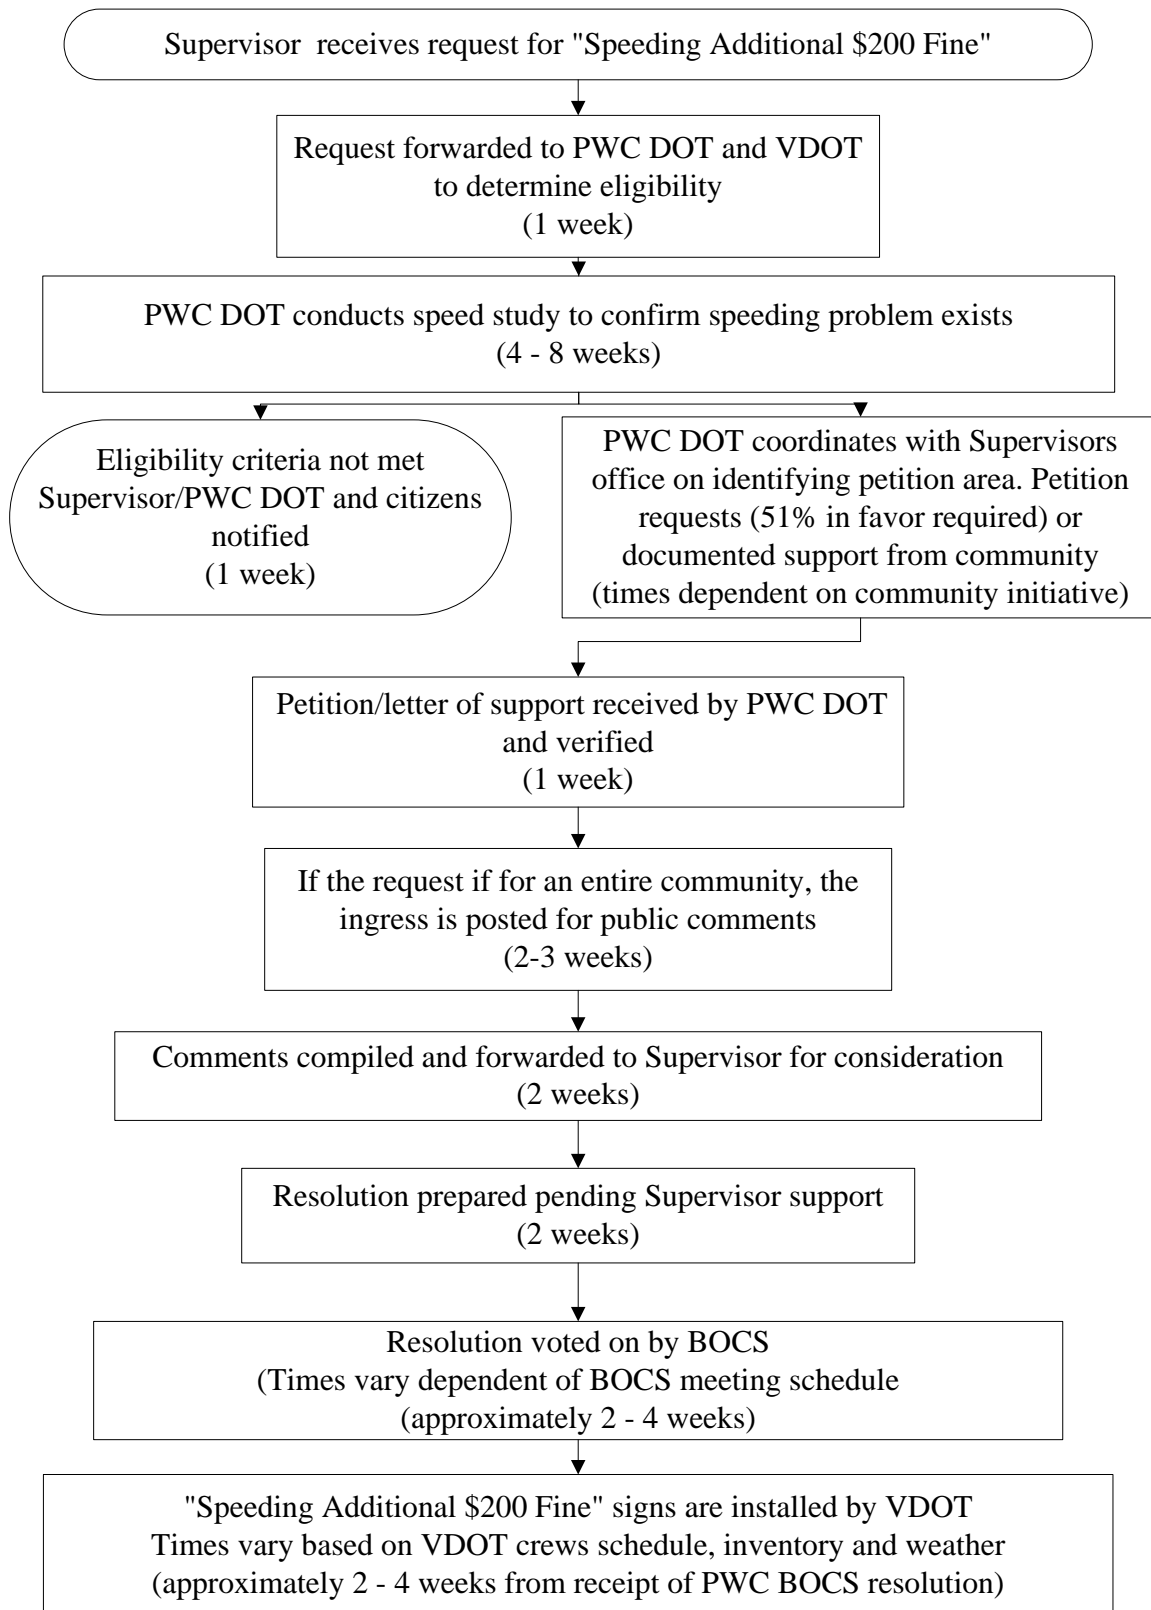 Supervisor  receives request for "Speeding Additional $200 Fine"
Request forwarded to PWC DOT and VDOT
to determine eligibility
(1 week)
PWC DOT conducts speed study to confirm speeding problem exists
(4 - 8 weeks)
Eligibility criteria not met
Supervisor/PWC DOT and citizens
notified
(1 week)
PWC DOT coordinates with Supervisors
office on identifying petition area. Petition
requests (51% in favor required) or
documented support from community
(times dependent on community initiative)
Petition/letter of support received by PWC DOT
and verified
(1 week)
If the request if for an entire community, the
ingress is posted for public comments
(2-3 weeks)
Comments compiled and forwarded to Supervisor for consideration
(2 weeks)
Resolution prepared pending Supervisor support
(2 weeks)
Resolution voted on by BOCS
(Times vary dependent of BOCS meeting schedule
(approximately 2 - 4 weeks)
"Speeding Additional $200 Fine" signs are installed by VDOT
Times vary based on VDOT crews schedule, inventory and weather
(approximately 2 - 4 weeks from receipt of PWC BOCS resolution)